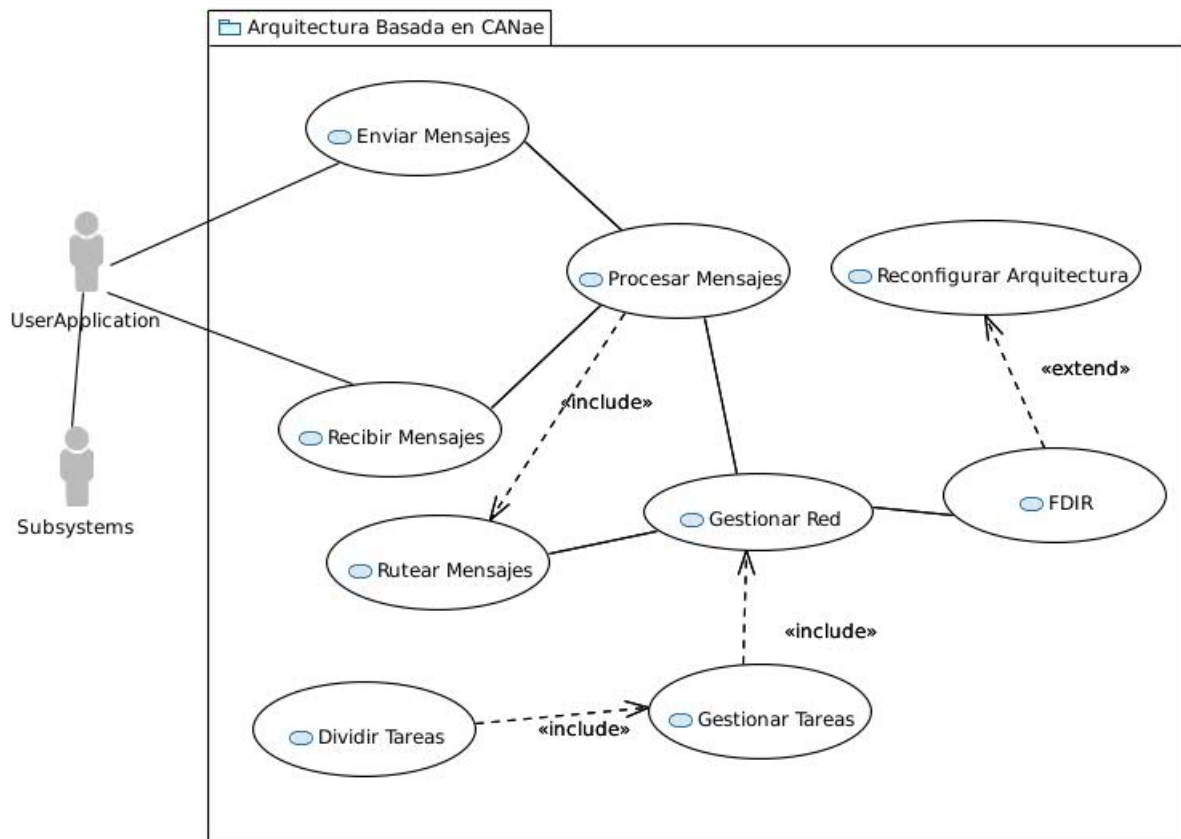 Arquitectura Basada en CANae
Enviar Mensajes
Procesar Mensajes
Reconfigurar Arquitectura
UserApplication
«extend»
«include»
Recibir Mensajes
Subsystems
Gestionar Red
FDIR
Rutear Mensajes
«include»
Gestionar Tareas
Dividir Tareas
«include»